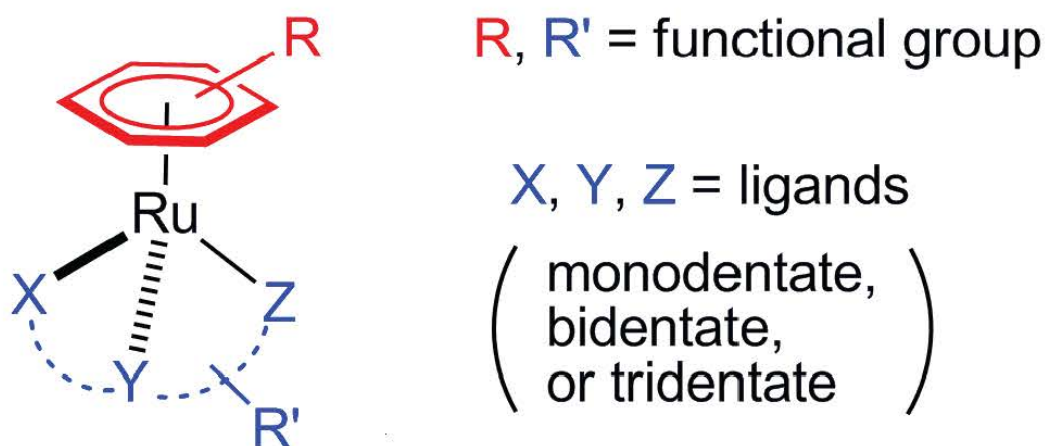 R
R, R' = functional group
Ru
X, Y, Z = ligands
X
Z
Y
R'
( monodentate,
bidentate,
or tridentate )